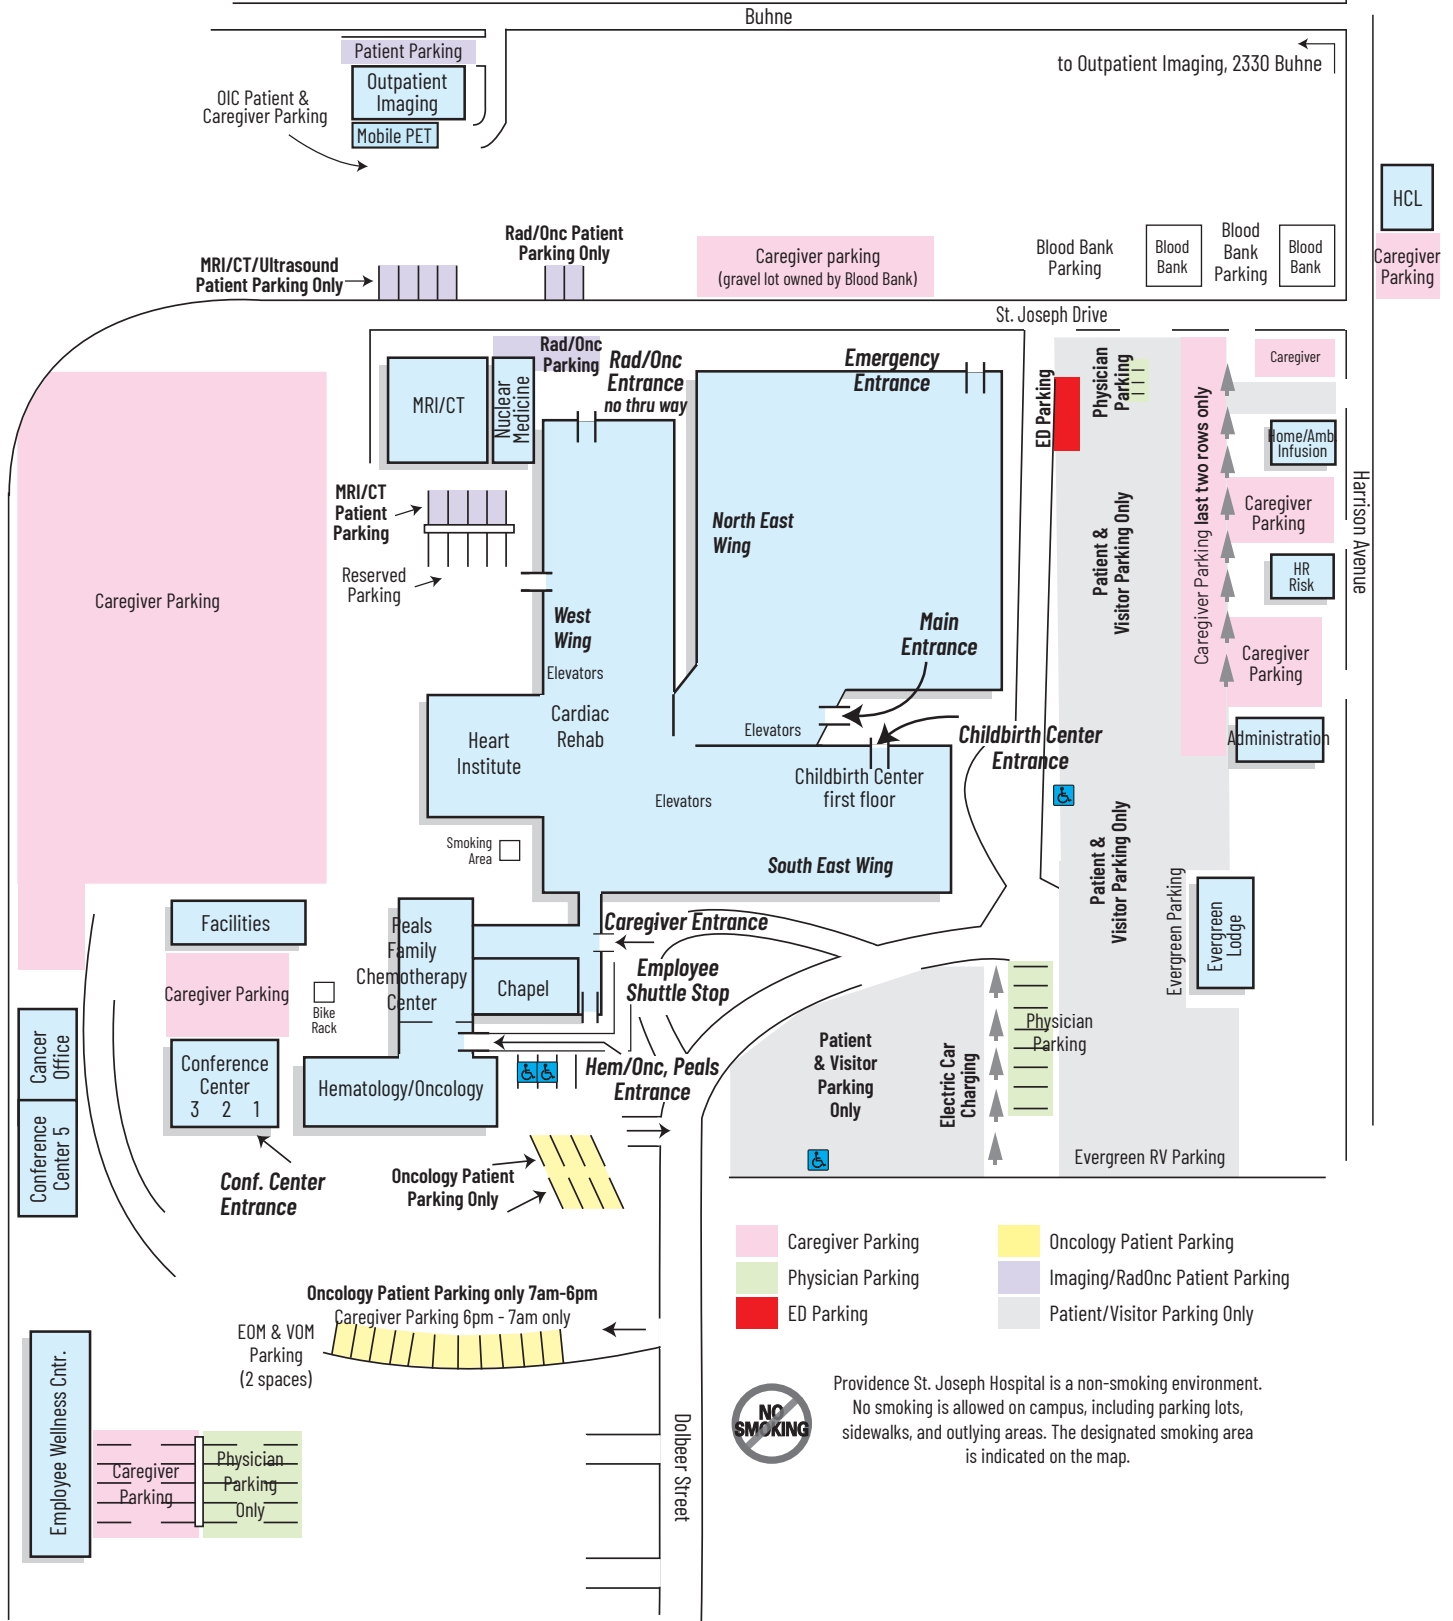 Buhne
Patient Parking
to Outpatient Imaging, 2330 Buhne
Outpatient
Imaging
OIC Patient &
Caregiver Parking
Mobile PET
HCL
Rad/Onc Patient
Parking Only
MRI/CT/Ultrasound
Patient Parking Only
Caregiver parking
(gravel lot owned by Blood Bank)
Blood Bank
Parking
Blood
Bank
Blood
Bank
Parking
Blood
Bank
Caregiver
Parking
St. Joseph Drive
Rad/Onc
Parking
Rad/Onc
Entrance
no thru way
Emergency
Entrance
MRI/CT
Nuclear
Medicine
ED Parking
Physician
Parking
Caregiver
Home/Amb.
Infusion
Harrison Avenue
MRI/CT
Patient
Parking
North East
Wing
Patient &
Visitor Parking Only
Caregiver Parking last two rows only
Caregiver
Parking
Reserved
Parking
HR
Risk
Caregiver Parking
West
Wing
Main
Entrance
Caregiver
Parking
Elevators
Cardiac
Rehab
Heart
Institute
Elevators
Childbirth Center
Entrance
Administration
Childbirth Center
first floor
Elevators
Smoking
Area
South East Wing
Patient &
Visitor Parking Only
Evergreen Parking
Evergreen
Lodge
Facilities
Peals
Family
Chemotherapy
Center
Caregiver Entrance
Employee
Shuttle Stop
Chapel
Caregiver Parking
Bike
Rack
Cancer
Office
Conference
Center
3 2 1
Hematology/Oncology
Hem/Onc, Peals
Entrance
Patient
& Visitor
Parking
Only
Electric Car
Charging
Physician
Parking
Conference
Center 5
Conf. Center
Entrance
Oncology Patient
Parking Only
Evergreen RV Parking
Caregiver Parking
Physician Parking
ED Parking
Oncology Patient Parking
Imaging/RadOnc Patient Parking
Patient/Visitor Parking Only
Oncology Patient Parking only 7am-6pm
Caregiver Parking 6pm - 7am only
EOM & VOM
Parking
(2 spaces)
Employee Wellness Cntr.
Caregiver
Parking
Physician
Parking
Only
Dolbeer Street
NO
SMOKING
Providence St. Joseph Hospital is a non-smoking environment.
No smoking is allowed on campus, including parking lots,
sidewalks, and outlying areas. The designated smoking area
is indicated on the map.